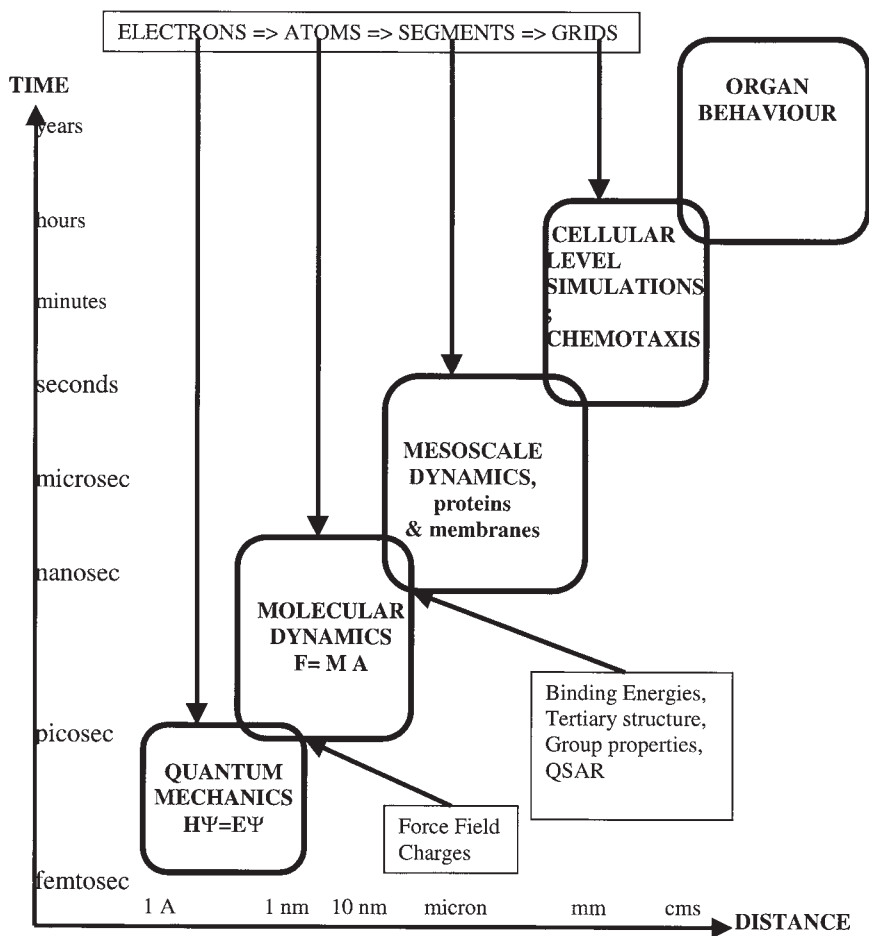 ELECTRONS => ATOMS => SEGMENTS => GRIDS
ORGAN
BEHAVIOUR
TIME
years
hours
CELLULAR
LEVEL
SIMULATIONS
;
CHEMOTAXIS
minutes
seconds
MESOSCALE
DYNAMICS,
proteins
& membranes
microsec
nanosec
MOLECULAR
DYNAMICS
F= M A
Binding Energies,
Tertiary structure,
Group properties,
QSAR
picosec
QUANTUM
MECHANICS
HΨ=EΨ
Force Field
Charges
femtosec
1 A 1 nm 10 nm micron mm cms
DISTANCE